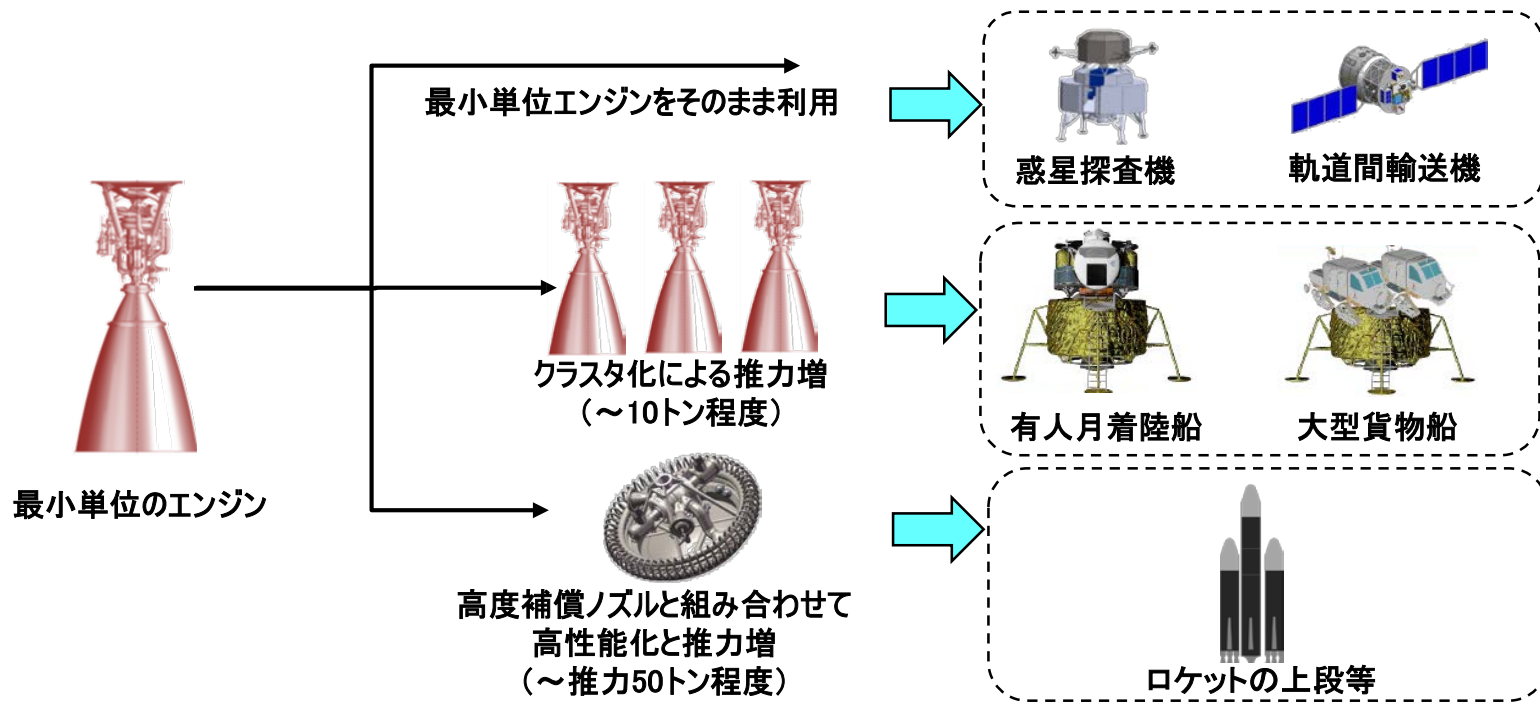 最小単位エンジンをそのまま利用
惑星探査機
軌道間輸送機
クラスタ化による推力増
（～10トン程度）
有人月着陸船
大型貨物船
最小単位のエンジン
高度補償ノズルと組み合わせて
高性能化と推力増
（～推力50トン程度）
ロケットの上段等